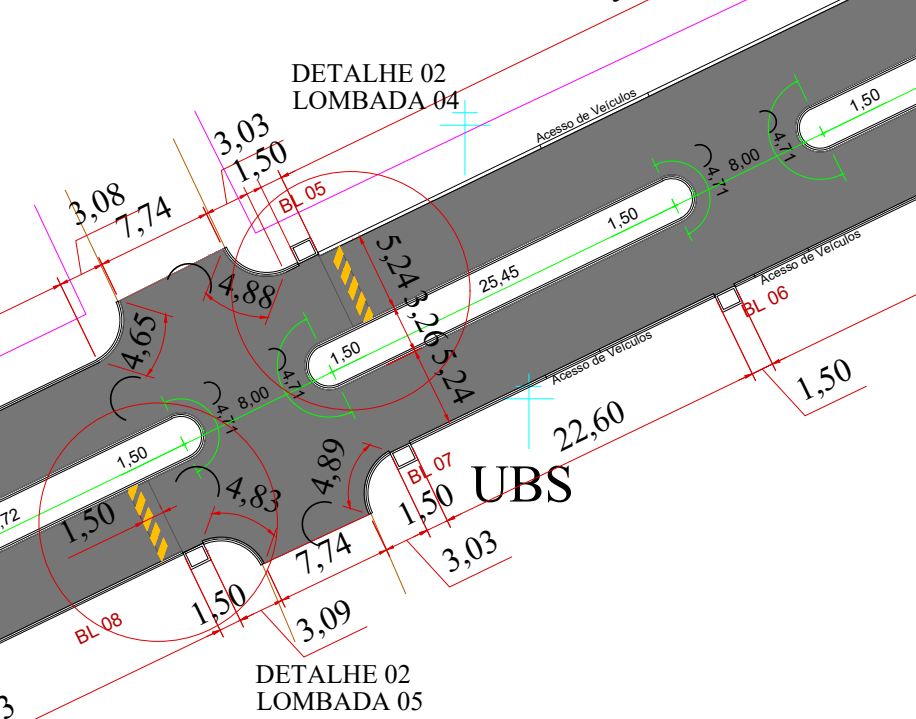 DETALHE 02
LOMBADA 04
Acesso de Veículos
1,50
3,03
1,50
8,00
4,71
4,71
3,08
7,74
BL 05
1,50
5,24
3,26
5,24
25,45
4,88
Acesso de Veículos
BL 06
4,65
1,50
4,71
8,00
4,71
Acesso de Veículos
1,50
22,60
1,50
,72
1,50
4,83
4,89
BL 07
UBS
1,50
7,74
3,03
1,50
3,09
BL 08
DETALHE 02
LOMBADA 05
3